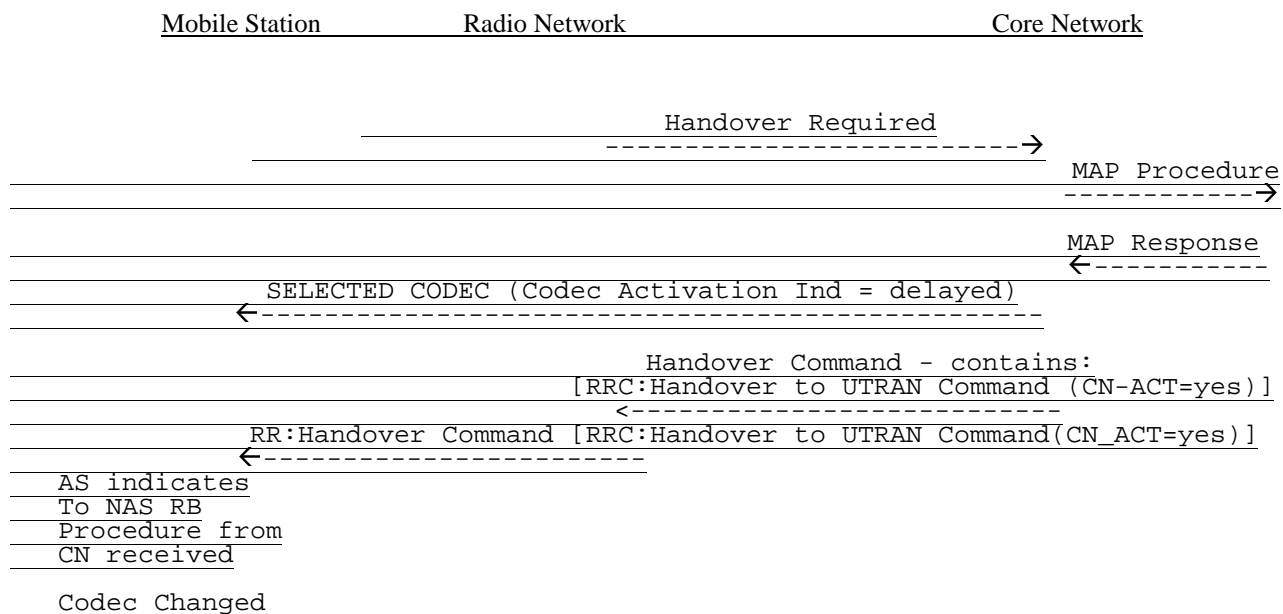 Mobile Station Radio Network Core Network
Handover Required
-------------------------->
MAP Procedure
------------>
MAP Response
<-----------
SELECTED CODEC (Codec Activation Ind = delayed)
<-------------------------------------------------
Handover Command - contains:
[RRC:Handover to UTRAN Command (CN-ACT=yes)]
<---------------------------
RR:Handover Command [RRC:Handover to UTRAN Command(CN_ACT=yes)]
<------------------------
AS indicates
To NAS RB
Procedure from
CN received
Codec Changed